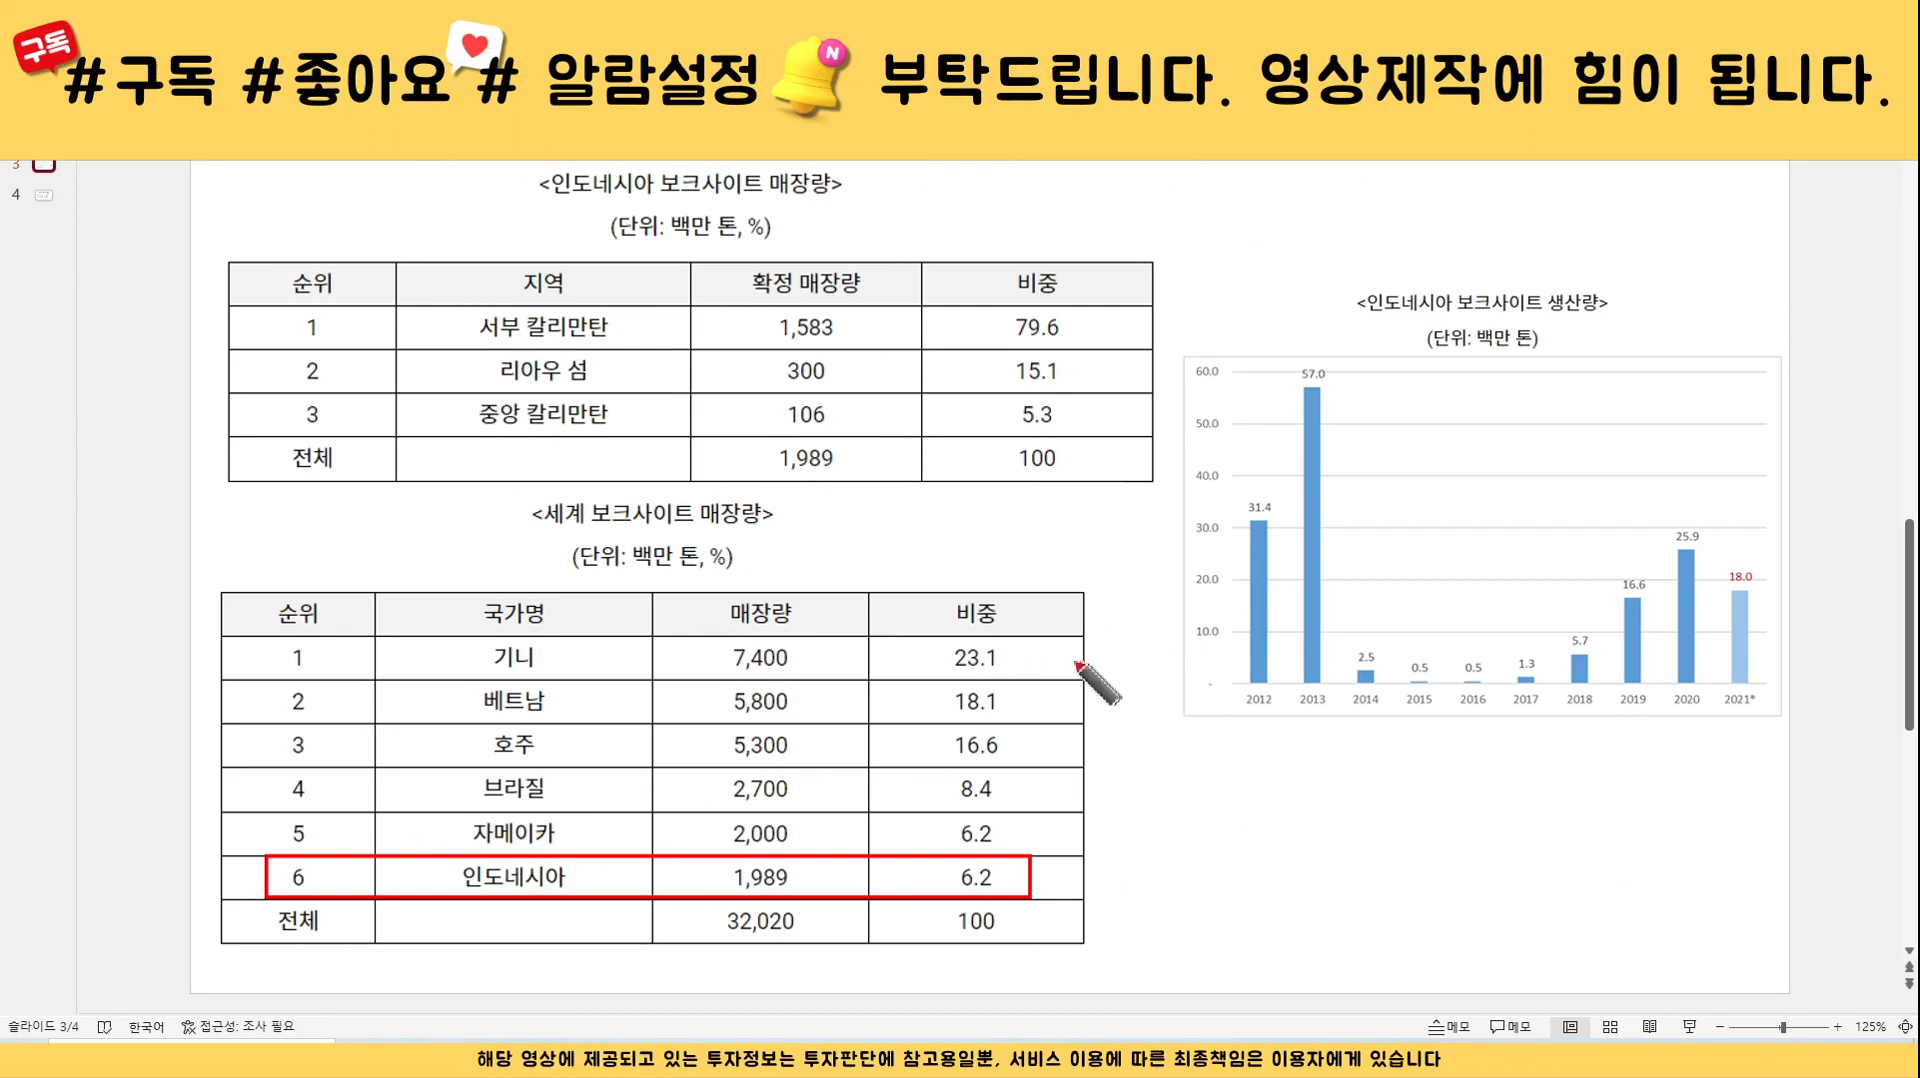 구독
#구독 #좋아요 # 알람설정 N 부탁드립니다. 영상제작에 힘이 됩니다.
3
4
<인도네시아 보크사이트 매장량>
(단위: 백만 톤, %)
순위 지역 확정 매장량 비중
1 서부 칼리만탄 1,583 79.6
2 리아우 섬 300 15.1
3 중앙 칼리만탄 106 5.3
전체 1,989 100
<세계 보크사이트 매장량>
(단위: 백만 톤, %)
순위 국가명 매장량 비중
1 기니 7,400 23.1
2 베트남 5,800 18.1
3 호주 5,300 16.6
4 브라질 2,700 8.4
5 자메이카 2,000 6.2
6 인도네시아 1,989 6.2
전체 32,020 100
<인도네시아 보크사이트 생산량>
(단위: 백만 톤)
60.0
50.0
40.0
30.0
20.0
10.0
-
31.4 57.0 2.5 0.5 0.5 1.3 5.7 16.6 25.9 18.0
2012 2013 2014 2015 2016 2017 2018 2019 2020 2021*
슬라이드 3/4 한국어 접근성: 조사 필요 메모 메모 125%
해당 영상에 제공되고 있는 투자정보는 투자판단에 참고용일뿐, 서비스 이용에 따른 최종책임은 이용자에게 있습니다